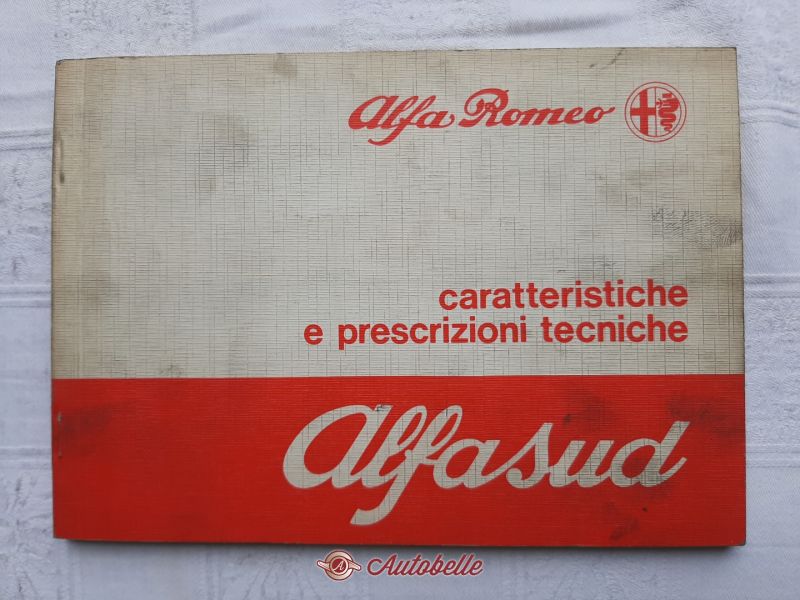 Alfa Romeo
caratteristiche
e prescrizioni tecniche
Alfasud
A Autobelle